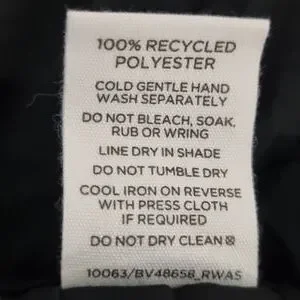 100% RECYCLED
POLYESTER
COLD GENTLE HAND
WASH SEPARATELY
DO NOT BLEACH, SOAK,
RUB OR WRING
LINE DRY IN SHADE
DO NOT TUMBLE DRY
COOL IRON ON REVERSE
WITH PRESS CLOTH
IF REQUIRED
DO NOT DRY CLEAN
10063/BV48658_RWAS